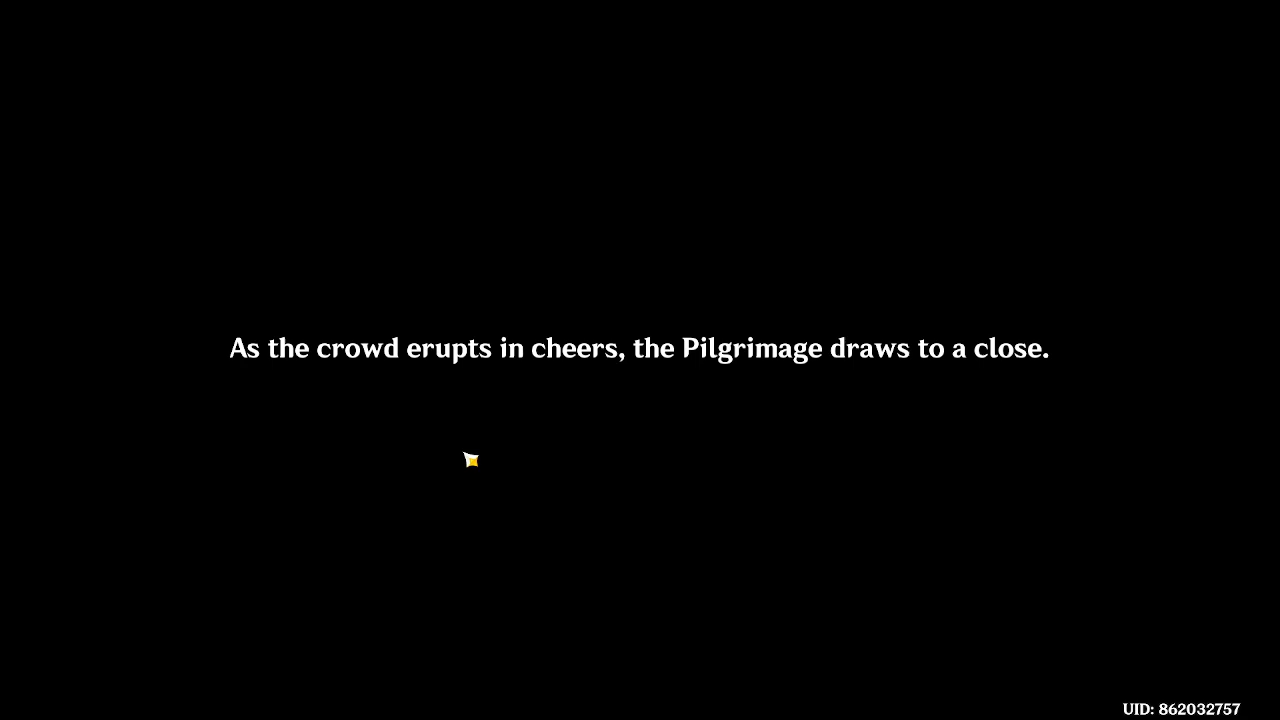 As the crowd erupts in cheers, the Pilgrimage draws to a close.
UID: 862032757